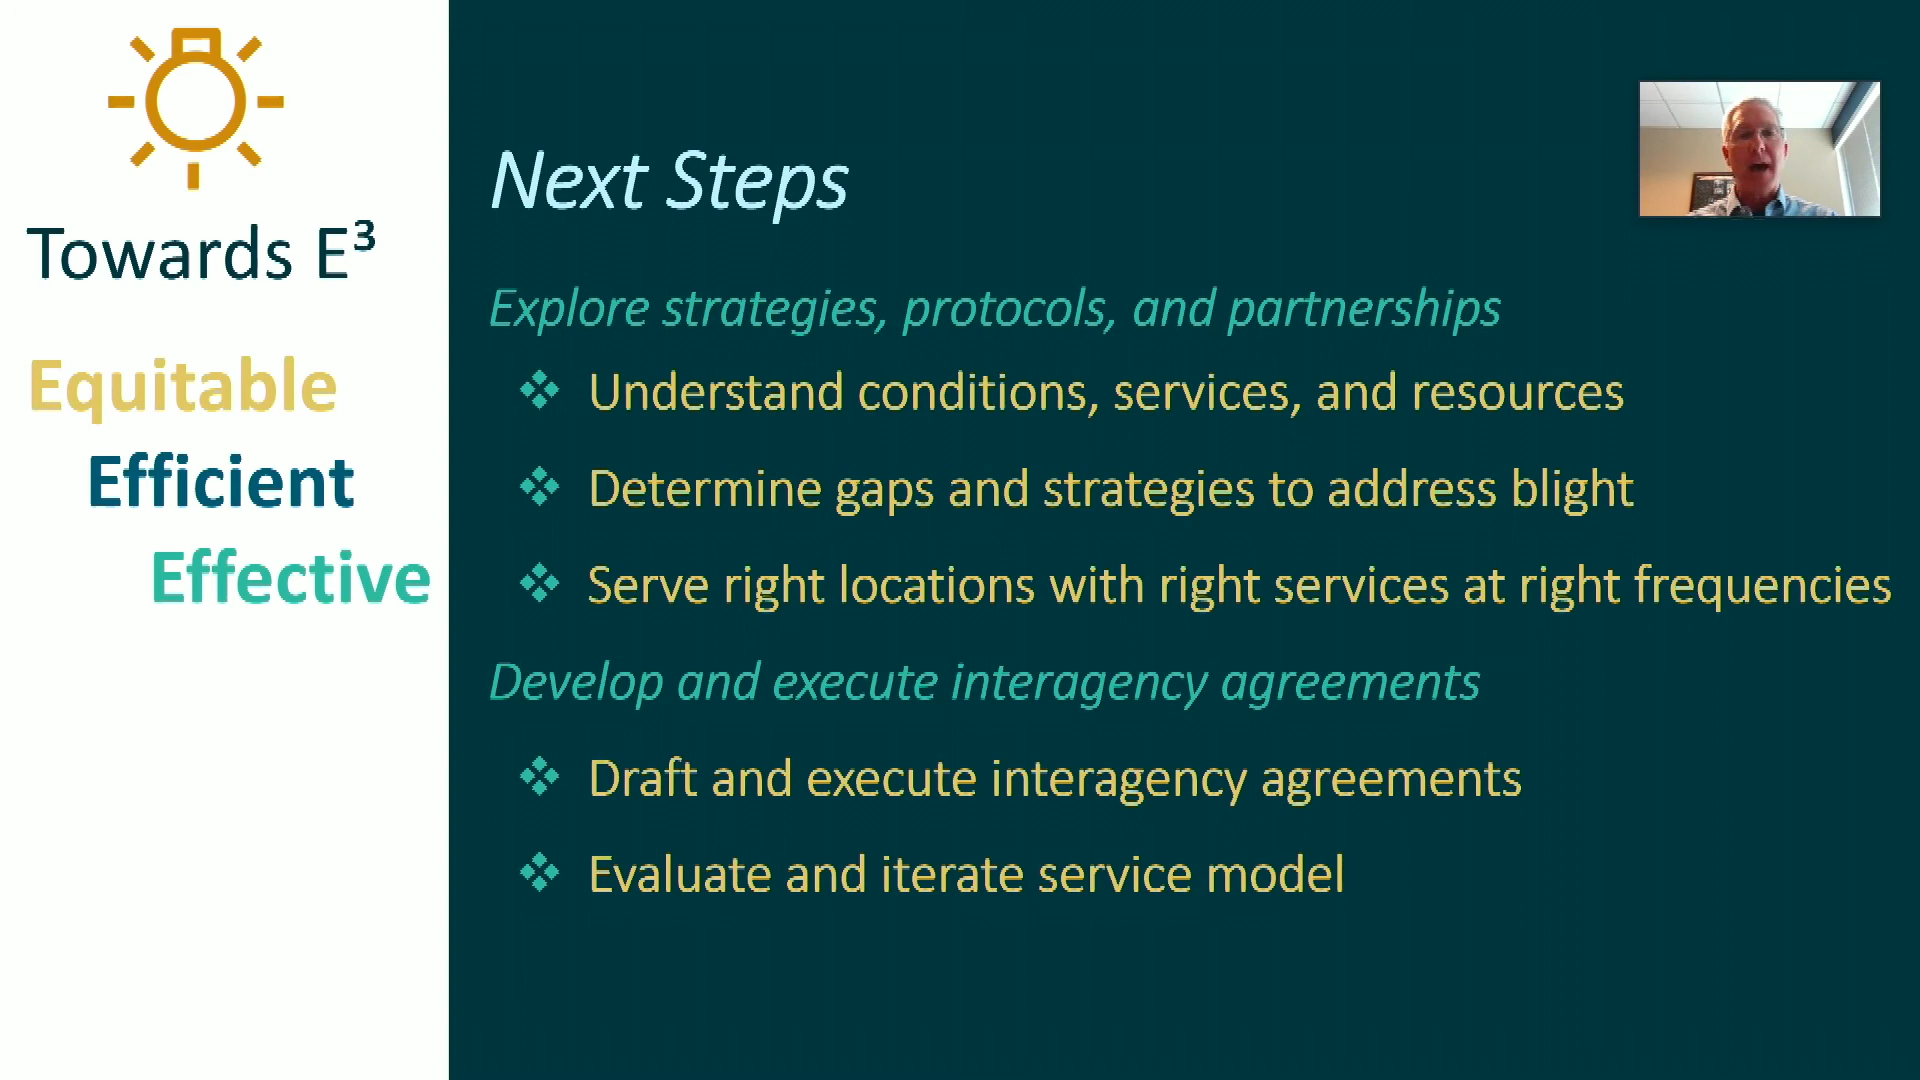 Towards E³
Equitable
Efficient
Effective
Next Steps
Explore strategies, protocols, and partnerships
❖ Understand conditions, services, and resources
❖ Determine gaps and strategies to address blight
❖ Serve right locations with right services at right frequencies
Develop and execute interagency agreements
❖ Draft and execute interagency agreements
❖ Evaluate and iterate service model